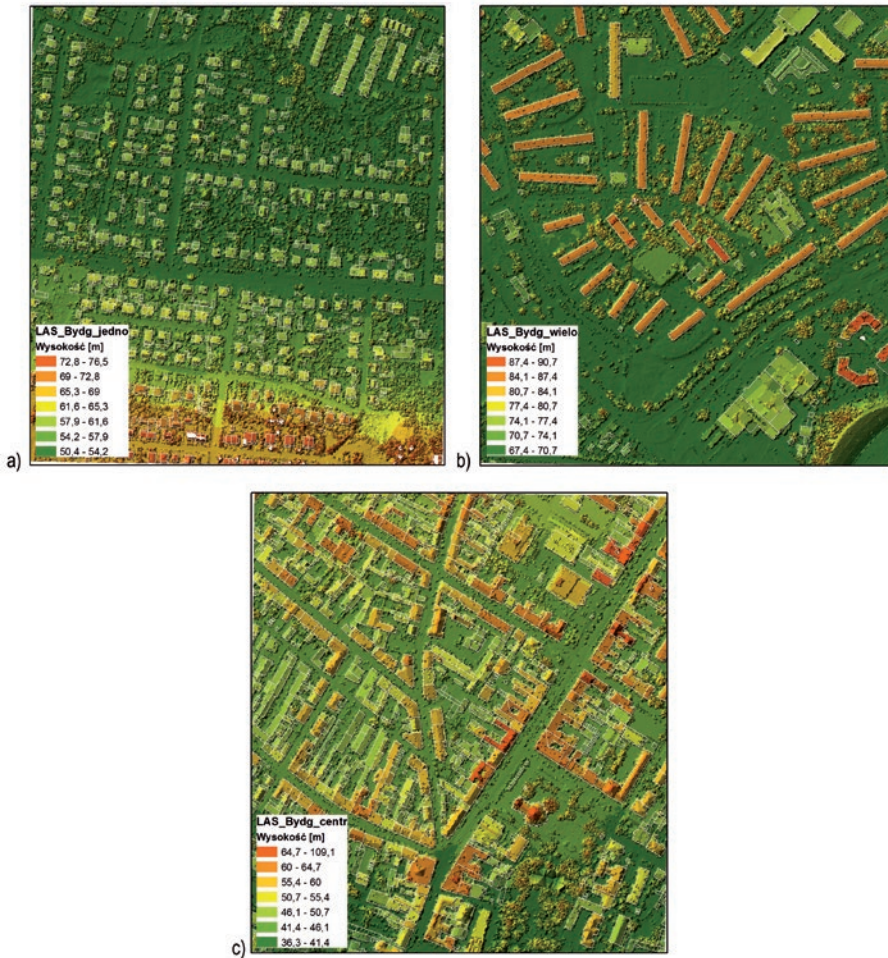 LAS_Bydg_jedno
Wysokość [m]
72,8 - 76,5
69 - 72,8
65,3 - 69
61,6 - 65,3
57,9 - 61,6
54,2 - 57,9
50,4 - 54,2
a)
LAS_Bydg_wielo
Wysokość [m]
87,4 - 90,7
84,1 - 87,4
80,7 - 84,1
77,4 - 80,7
74,1 - 77,4
70,7 - 74,1
67,4 - 70,7
b)
LAS_Bydg_centr
Wysokość [m]
64,7 - 109,1
60 - 64,7
55,4 - 60
50,7 - 55,4
46,1 - 50,7
41,4 - 46,1
36,3 - 41,4
c)